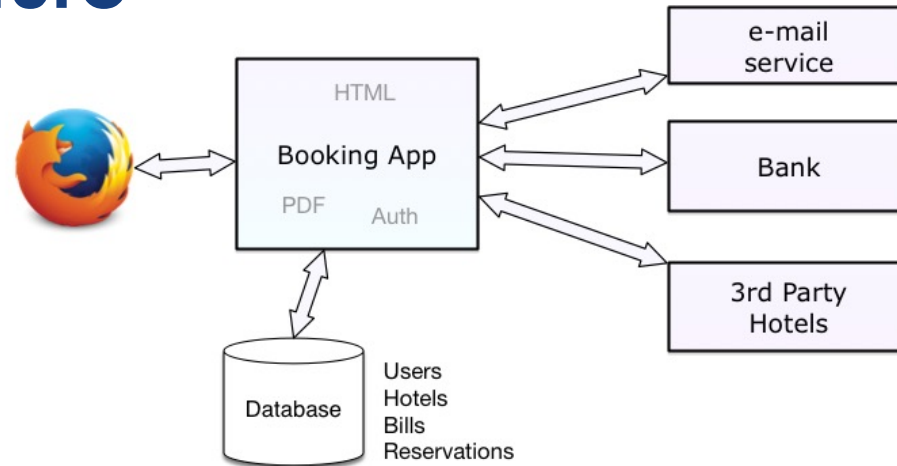 HTML
Booking App
PDF
Auth
e-mail
service
Bank
3rd Party
Hotels
Database
Users
Hotels
Bills
Reservations